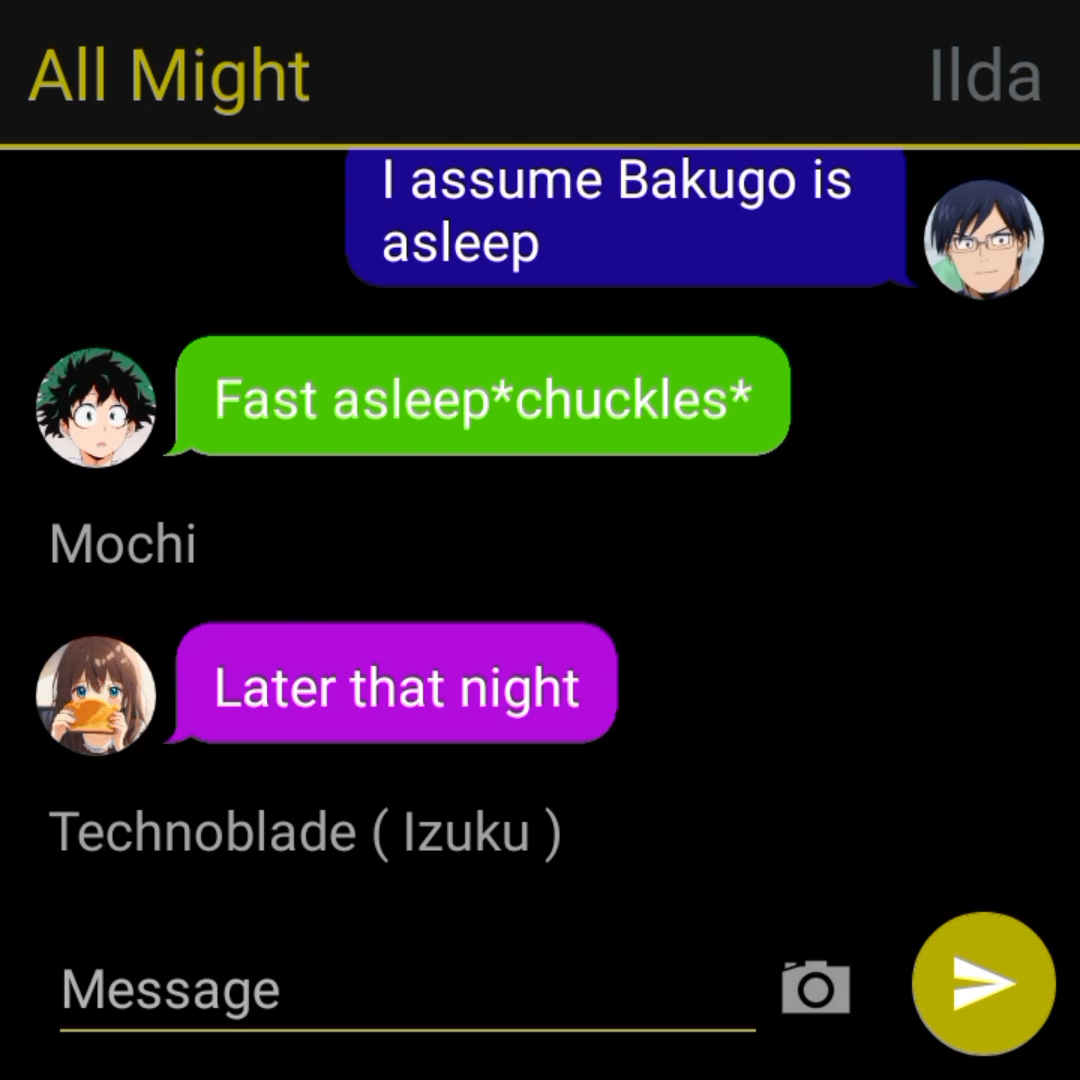 All Might
Ilda
I assume Bakugo is
asleep
Fast asleep*chuckles*
Mochi
Later that night
Technoblade ( Izuku )
Message